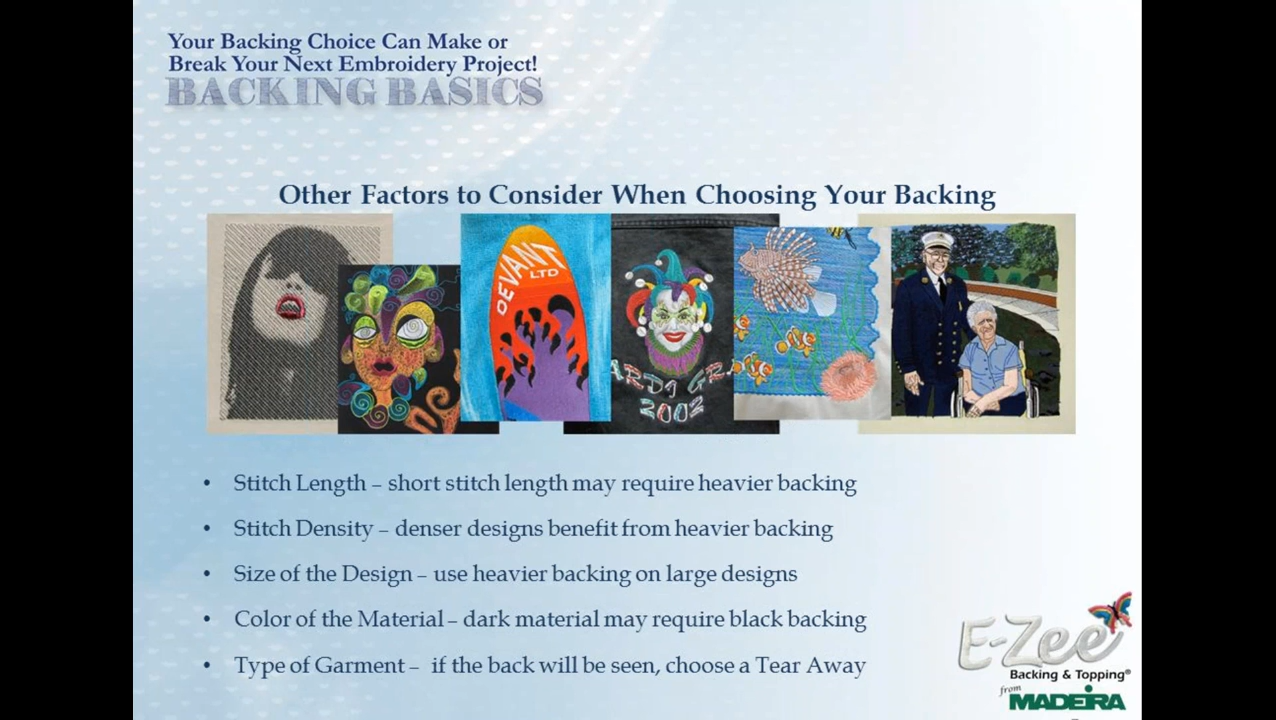 Your Backing Choice Can Make or
Break Your Next Embroidery Project!
BACKING BASICS
Other Factors to Consider When Choosing Your Backing
DEVANT
LTD
ARDI GRA
2002
• Stitch Length – short stitch length may require heavier backing
• Stitch Density – denser designs benefit from heavier backing
• Size of the Design – use heavier backing on large designs
• Color of the Material – dark material may require black backing
• Type of Garment – if the back will be seen, choose a Tear Away
E-Zee
Backing & Topping®
from
MADEIRA